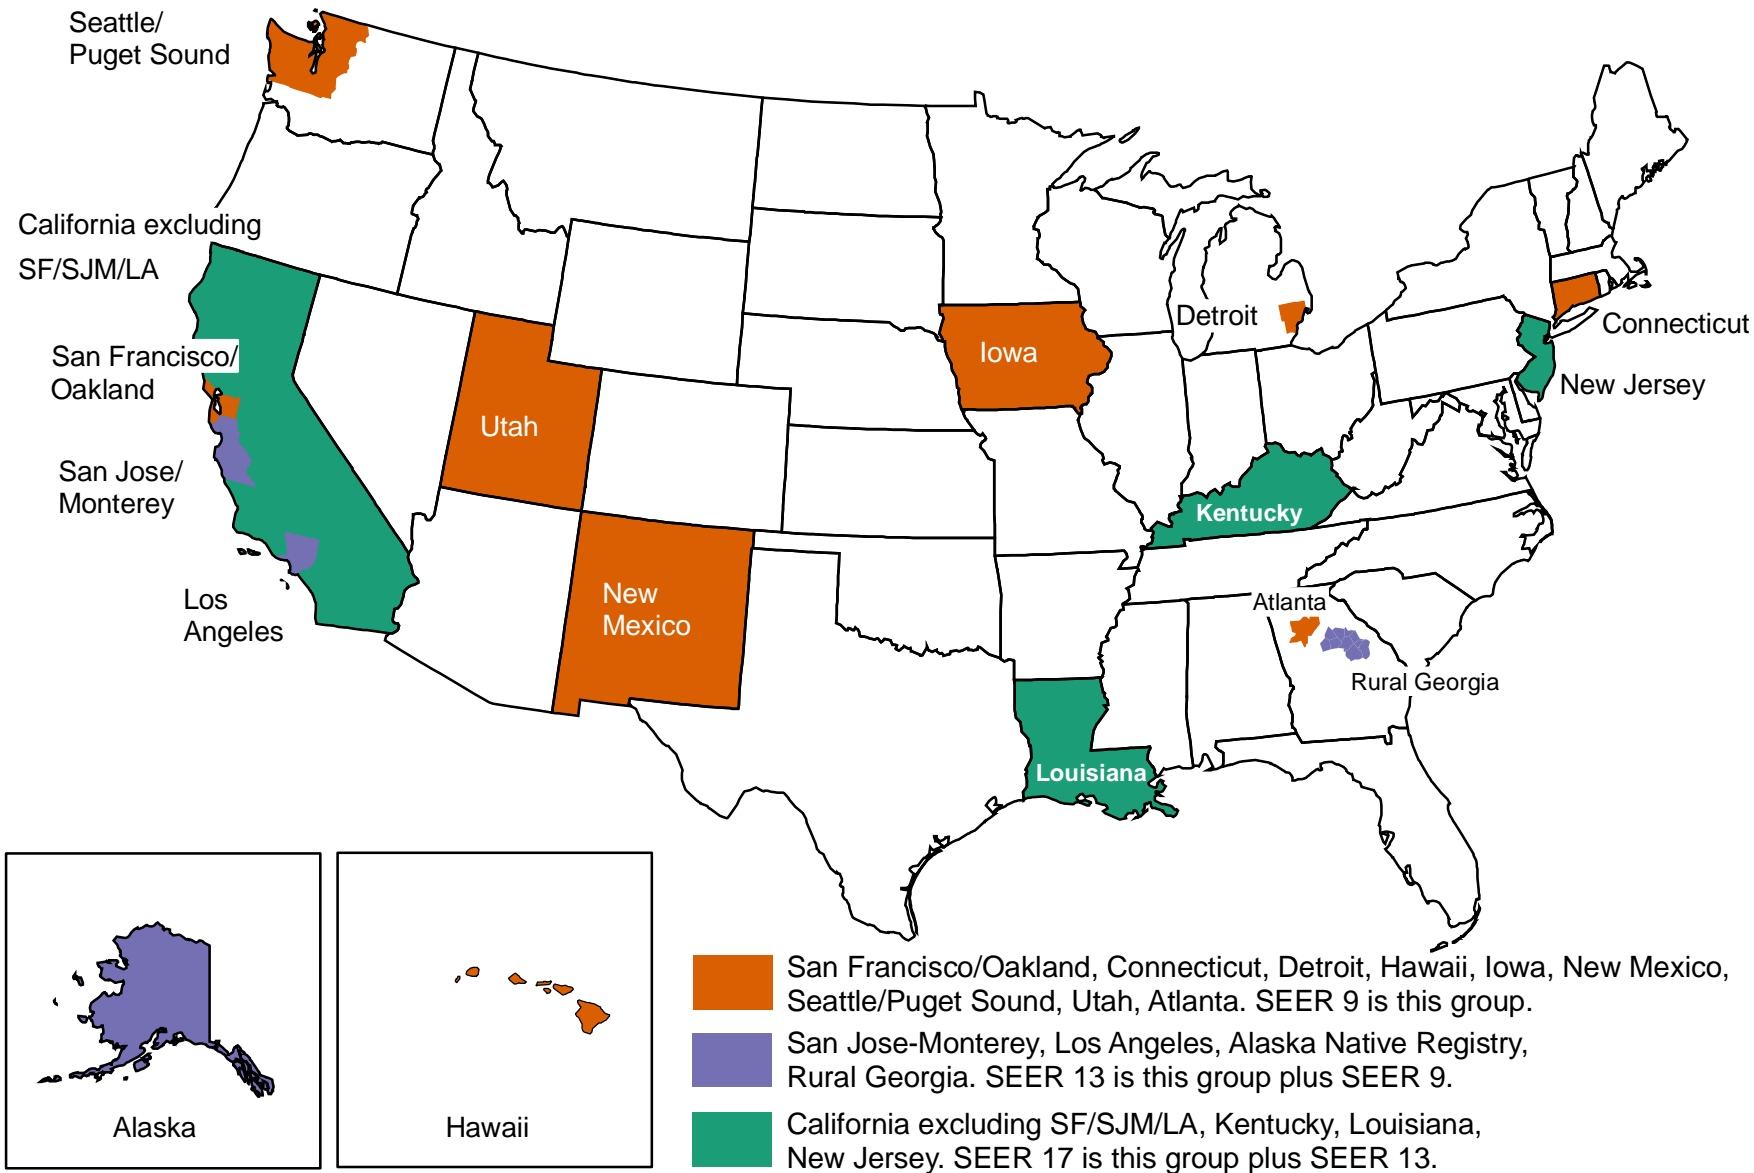 Seattle/
Puget Sound
California excluding
SF/SJM/LA
San Francisco/
Oakland
San Jose/
Monterey
Los
Angeles
Utah
New
Mexico
Iowa
Detroit
Connecticut
New Jersey
Kentucky
Atlanta
Rural Georgia
Louisiana
Alaska
Hawaii
San Francisco/Oakland, Connecticut, Detroit, Hawaii, Iowa, New Mexico,
Seattle/Puget Sound, Utah, Atlanta. SEER 9 is this group.
San Jose-Monterey, Los Angeles, Alaska Native Registry,
Rural Georgia. SEER 13 is this group plus SEER 9.
California excluding SF/SJM/LA, Kentucky, Louisiana,
New Jersey. SEER 17 is this group plus SEER 13.